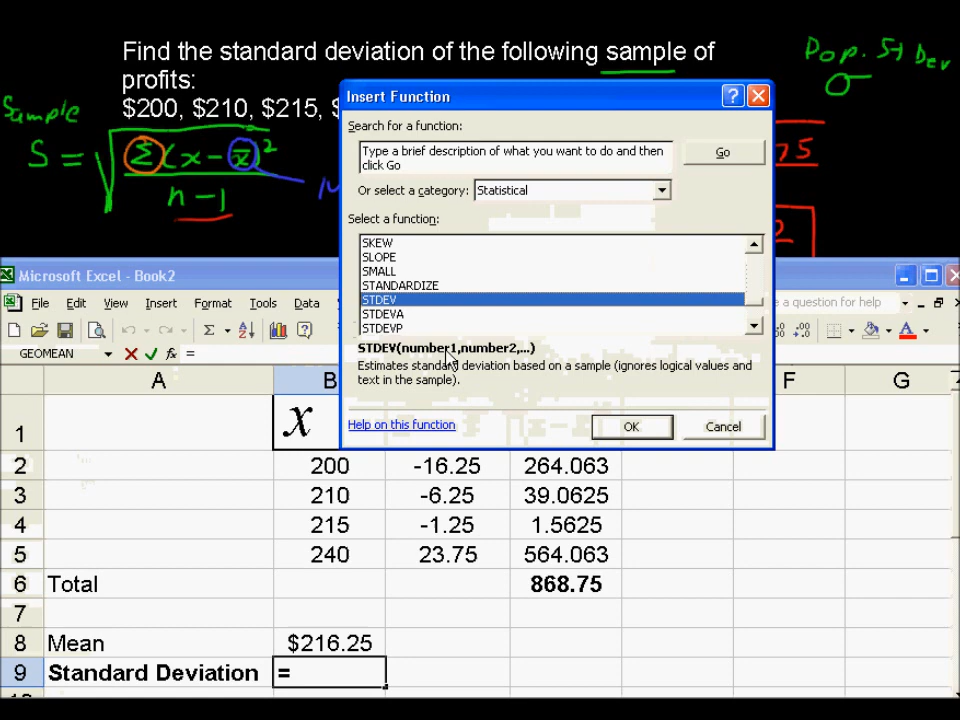 Find the standard deviation of the following sample of
profits:
$200, $210, $215, $
Pop. St Dev
σ
Sample
S = √ Σ(x - x̄)²
n - 1
Insert Function
Search for a function:
Type a brief description of what you want to do and then
click Go
Go
Or select a category: Statistical
Select a function:
SKEW
SLOPE
SMALL
STANDARDIZE
STDEV
STDEVA
STDEVP
STDEV(number1,number2,...)
Estimates standard deviation based on a sample (ignores logical values and
text in the sample).
Help on this function
OK
Cancel
75
2
Microsoft Excel - Book2
File Edit View Insert Format Tools Data
e a question for help
GEOMEAN fx =
A B F G
1 x
2 200 -16.25 264.063
3 210 -6.25 39.0625
4 215 -1.25 1.5625
5 240 23.75 564.063
6 Total 868.75
7
8 Mean $216.25
9 Standard Deviation =